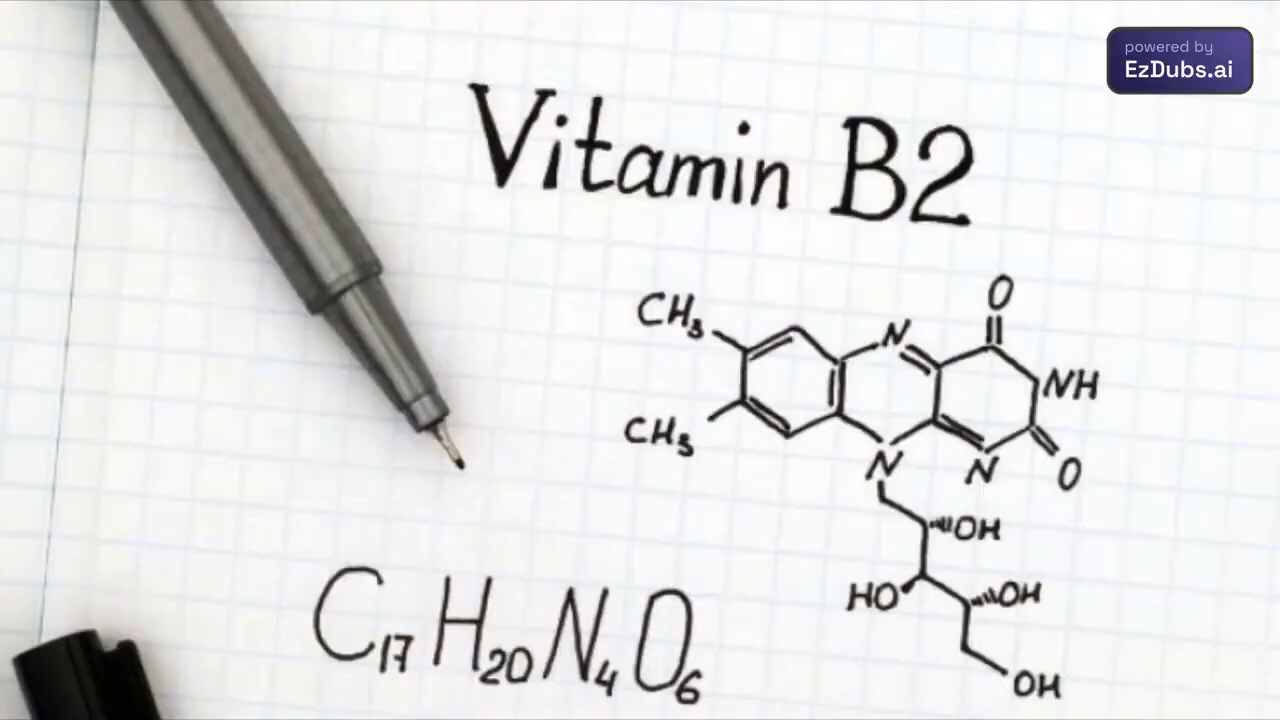 powered by
EzDubs.ai
Vitamin B2
O
CH₃ N NH
CH₃ N N O
OH
HO OH
OH
C₁₇H₂₀N₄O₆